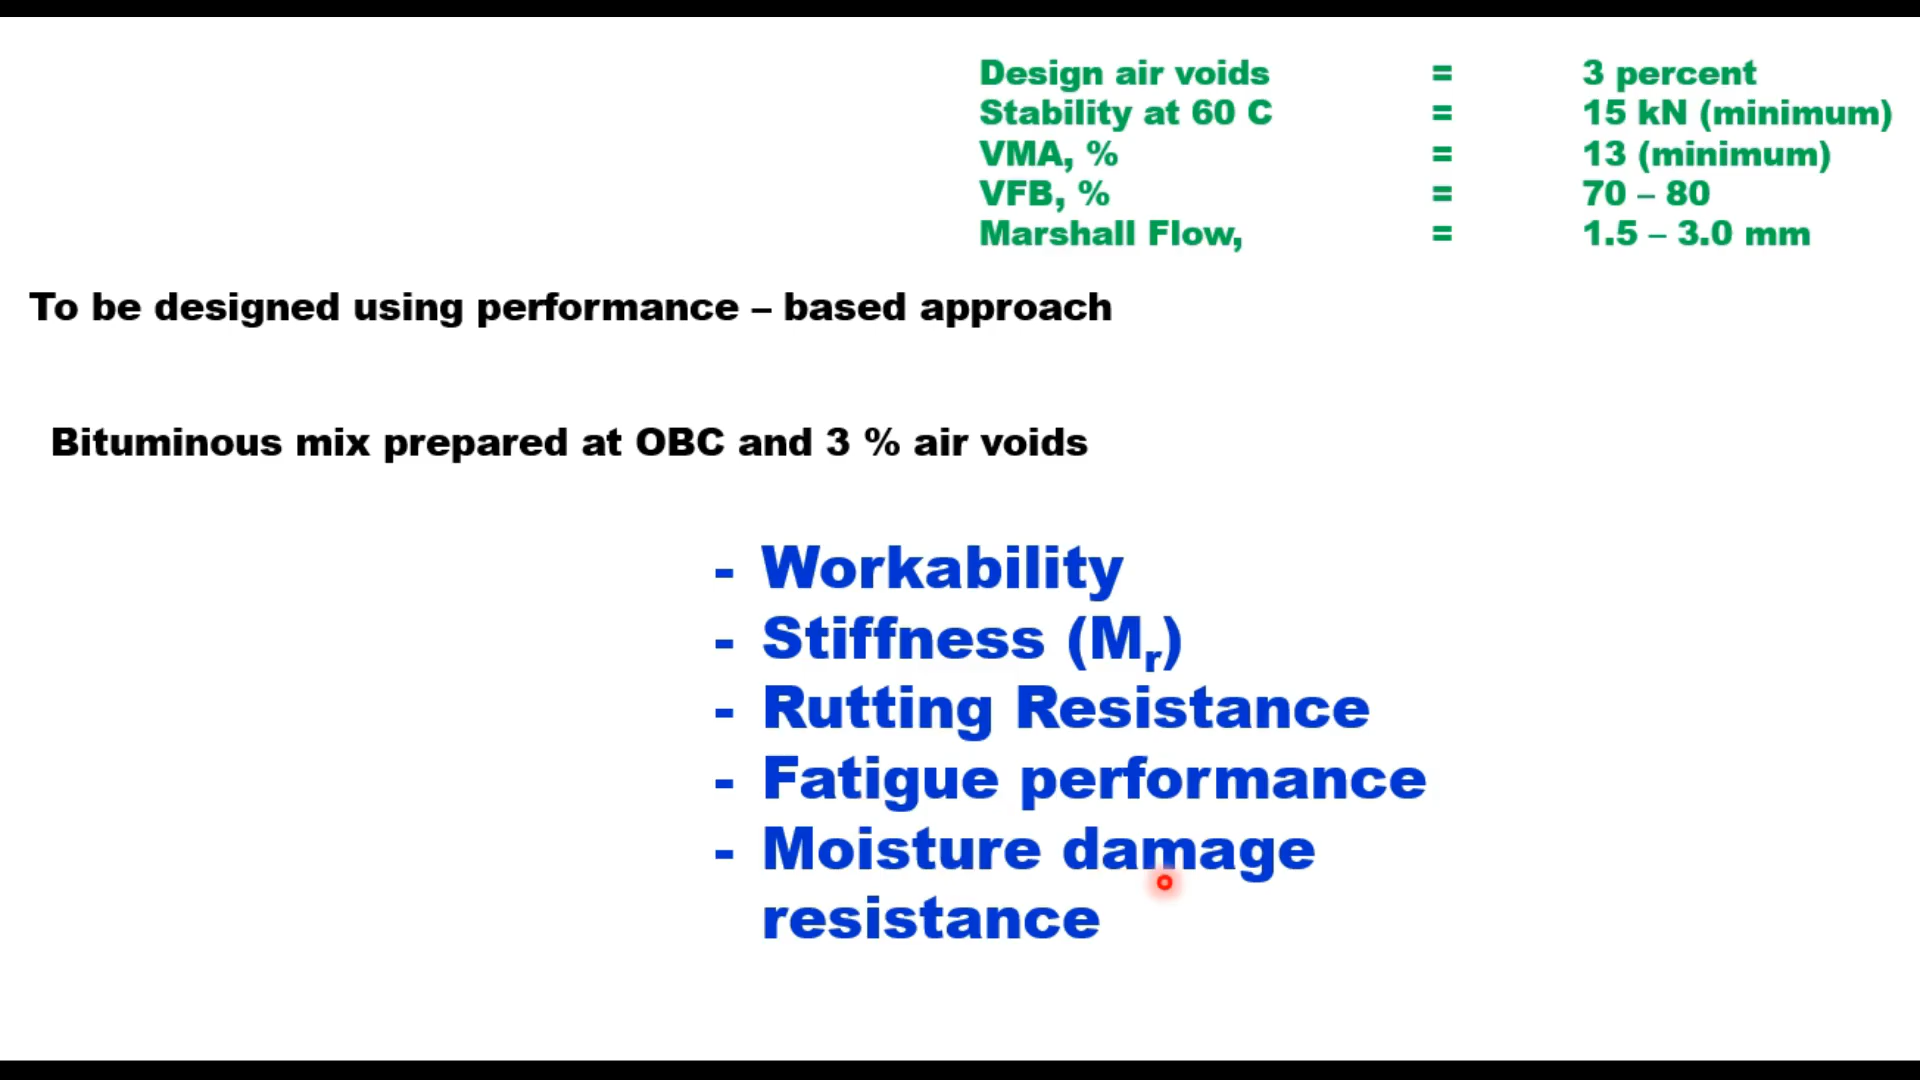 Design air voids = 3 percent
Stability at 60 C = 15 kN (minimum)
VMA, % = 13 (minimum)
VFB, % = 70 – 80
Marshall Flow, = 1.5 – 3.0 mm
To be designed using performance – based approach
Bituminous mix prepared at OBC and 3 % air voids
- Workability
- Stiffness (Mr)
- Rutting Resistance
- Fatigue performance
- Moisture damage
resistance